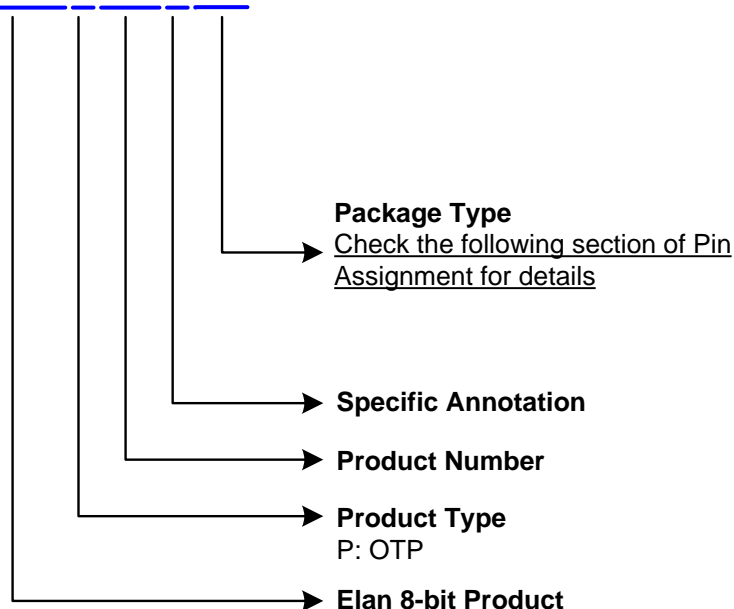 Package Type
Check the following section of Pin
Assignment for details
Specific Annotation
Product Number
Product Type
P: OTP
Elan 8-bit Product